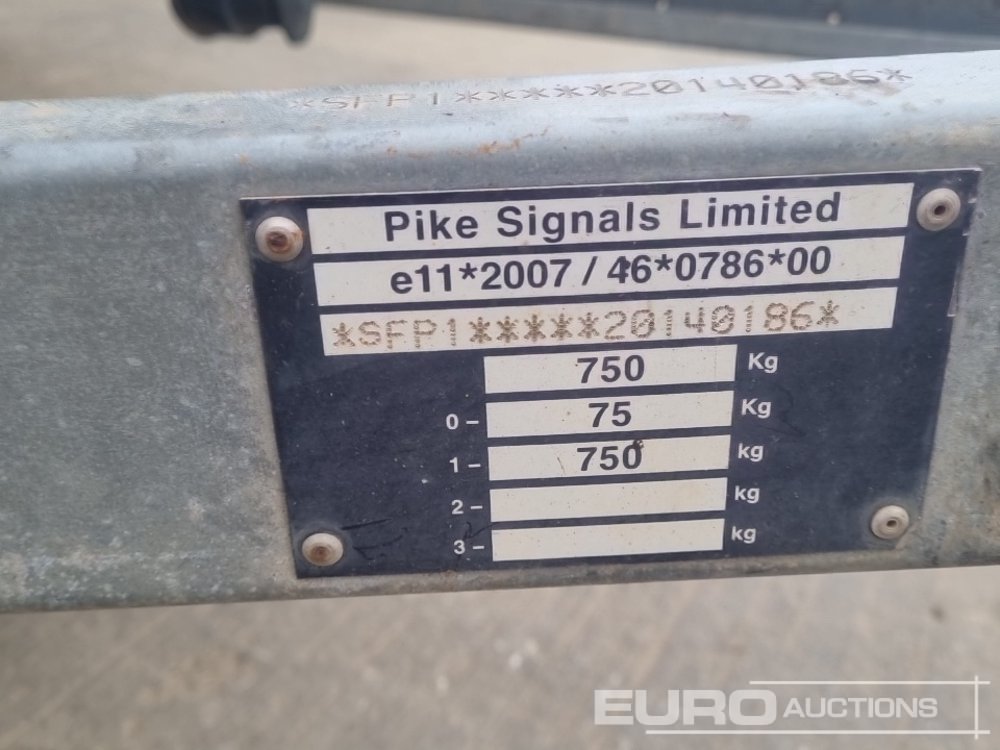 *SFP1*****20140186*
Pike Signals Limited
e11*2007/46*0786*00
*SFP1*****20140186*
750 Kg
0- 75 Kg
1- 750 kg
2- kg
3- kg
EURO AUCTIONS